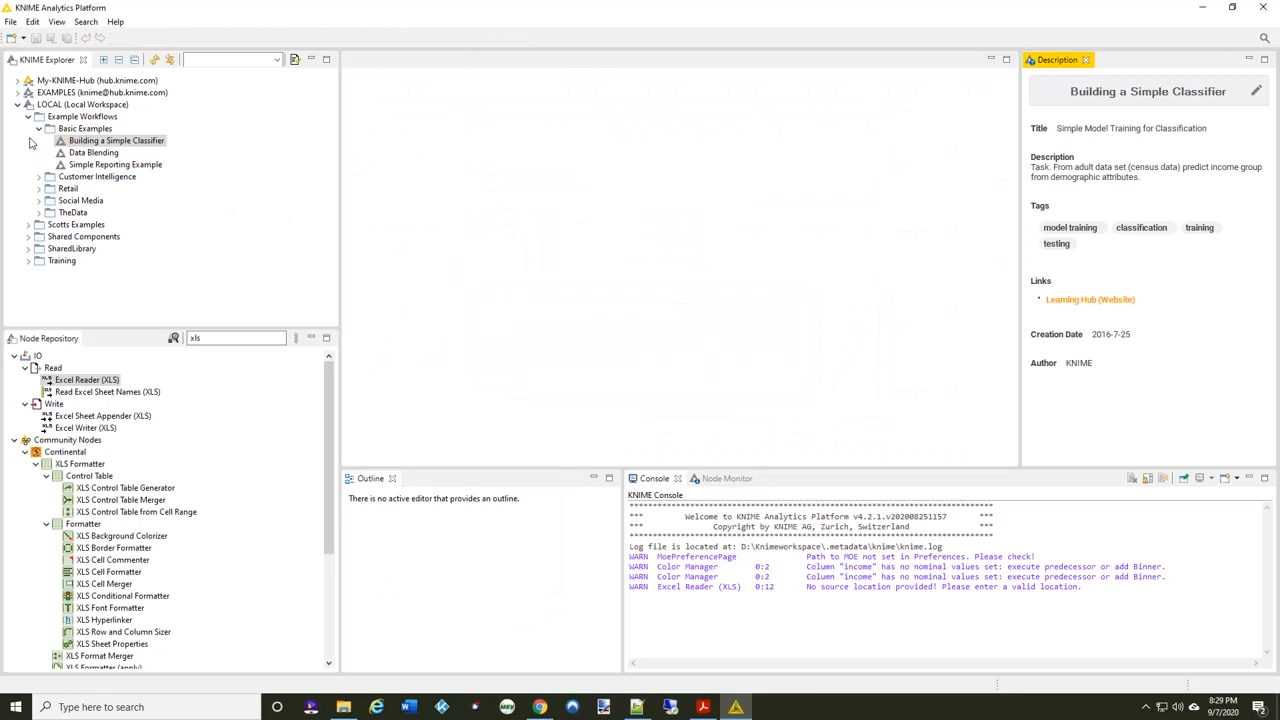 KNIME Analytics Platform
File Edit View Search Help
KNIME Explorer
My-KNIME-Hub (hub.knime.com)
EXAMPLES (knime@hub.knime.com)
LOCAL (Local Workspace)
Example Workflows
Basic Examples
Building a Simple Classifier
Data Blending
Simple Reporting Example
Customer Intelligence
Retail
Social Media
TheData
Scotts Examples
Shared Components
SharedLibrary
Training
Node Repository
xls
IO
Read
Excel Reader (XLS)
Read Excel Sheet Names (XLS)
Write
Excel Sheet Appender (XLS)
Excel Writer (XLS)
Community Nodes
Continental
XLS Formatter
Control Table
XLS Control Table Generator
XLS Control Table Merger
XLS Control Table from Cell Range
Formatter
XLS Background Colorizer
XLS Border Formatter
XLS Cell Commenter
XLS Cell Formatter
XLS Cell Merger
XLS Conditional Formatter
XLS Font Formatter
XLS Hyperlinker
XLS Row and Column Sizer
XLS Sheet Properties
XLS Format Merger
XLS Formatter (apply)
Outline
There is no active editor that provides an outline.
Description
Building a Simple Classifier
Title Simple Model Training for Classification
Description
Task. From adult data set (census data) predict income group
from demographic attributes.
Tags
model training classification training
testing
Links
Learning Hub (Website)
Creation Date 2016-7-25
Author KNIME
Console Node Monitor
KNIME Console
*** Welcome to KNIME Analytics Platform v4.2.1.v202008251157 ***
*** Copyright by KNIME AG, Zurich, Switzerland ***
Log file is located at: D:\Knimeworkspace\.metadata\knime\knime.log
WARN MoePreferencePage Path to MOE not set in Preferences. Please check!
WARN Color Manager 0:2 Column "income" has no nominal values set: execute predecessor or add Binner.
WARN Color Manager 0:2 Column "income" has no nominal values set: execute predecessor or add Binner.
WARN Excel Reader (XLS) 0:12 No source location provided! Please enter a valid location.
Type here to search
8:29 PM
9/7/2020